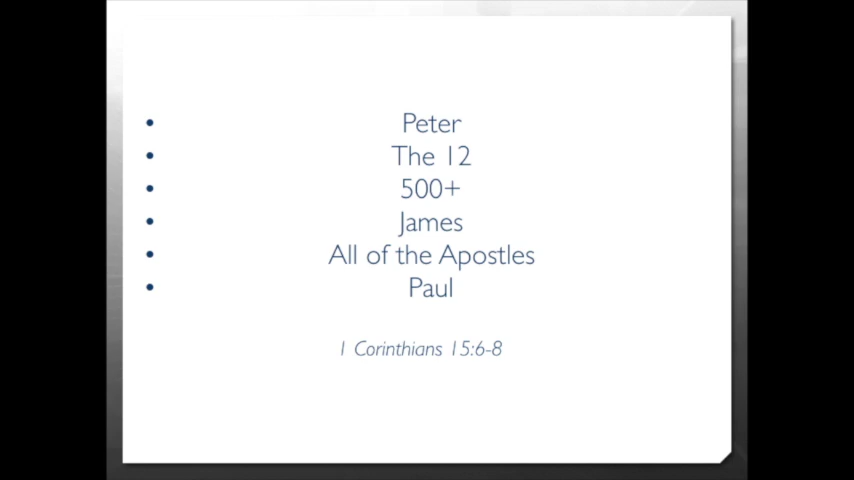 • Peter
• The 12
• 500+
• James
• All of the Apostles
• Paul
1 Corinthians 15:6-8